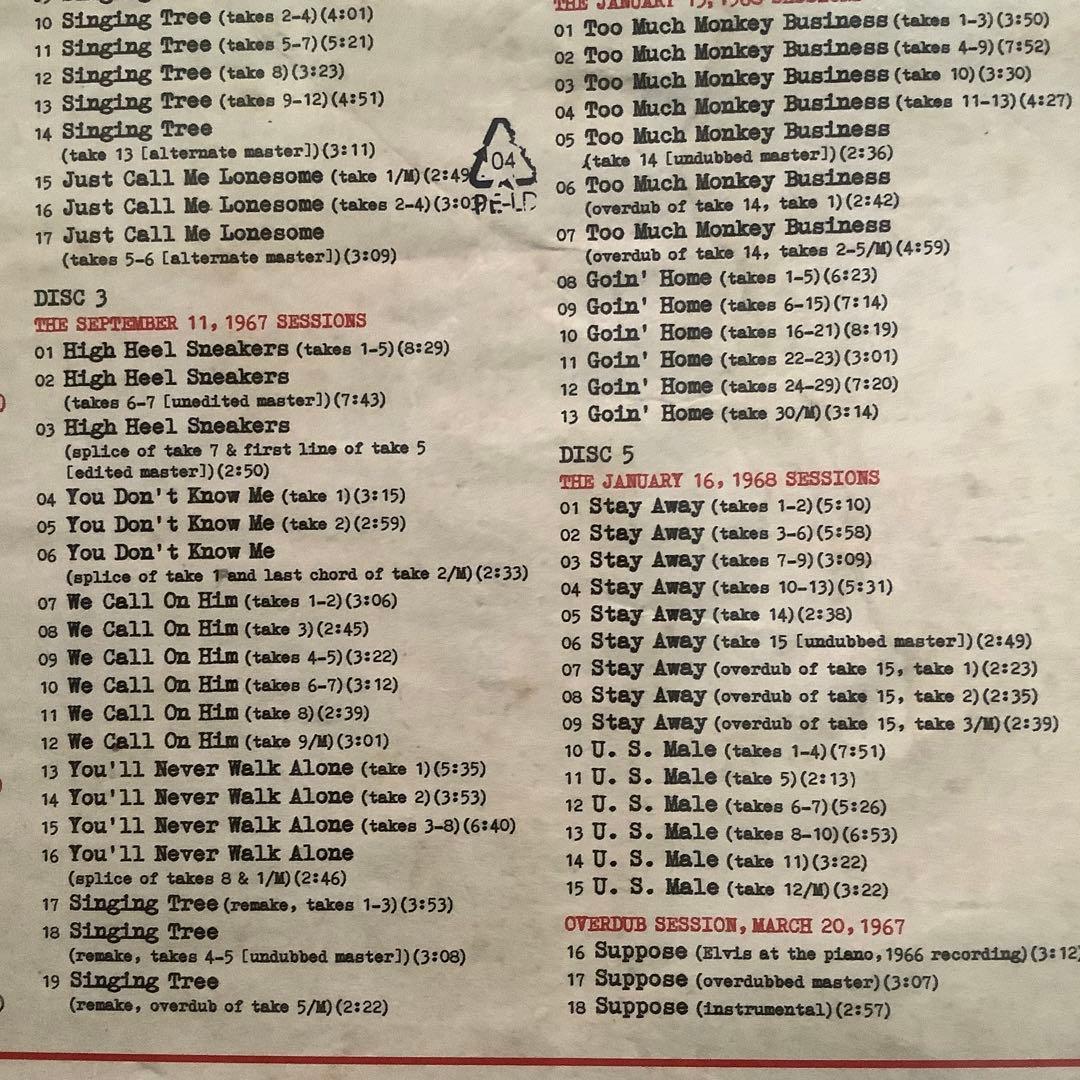 10 Singing Tree (takes 2-4)(4:01)
11 Singing Tree (takes 5-7)(5:21)
12 Singing Tree (take 8)(3:23)
13 Singing Tree (takes 9-12)(4:51)
14 Singing Tree
(take 13 [alternate master])(3:11)
15 Just Call Me Lonesome (take 1/M)(2:49
16 Just Call Me Lonesome (take 2-4)(3:0
17 Just Call Me Lonesome
(takes 5-6 [alternate master])(3:09)
04
PE-LD
DISC 3
THE SEPTEMBER 11, 1967 SESSIONS
01 High Heel Sneakers (takes 1-5)(8:29)
02 High Heel Sneakers
(takes 6-7 [unedited master])(7:43)
03 High Heel Sneakers
(splice of take 7 & first line of take 5
[edited master])(2:50)
04 You Don't Know Me (take 1)(3:15)
05 You Don't Know Me (take 2)(2:59)
06 You Don't Know Me
(splice of take 1 and last chord of take 2/M)(2:33)
07 We Call On Him (takes 1-2)(3:06)
08 We Call On Him (take 3)(2:45)
09 We Call On Him (takes 4-5)(3:22)
10 We Call On Him (takes 6-7)(3:12)
11 We Call On Him (take 8)(2:39)
12 We Call On Him (take 9/M)(3:01)
13 You'll Never Walk Alone (take 1)(5:35)
14 You'll Never Walk Alone (take 2)(3:53)
15 You'll Never Walk Alone (takes 3-8)(6:40)
16 You'll Never Walk Alone
(splice of takes 8 & 1/M)(2:46)
17 Singing Tree (remake, takes 1-3)(3:53)
18 Singing Tree
(remake, takes 4-5 [undubbed master])(3:08)
19 Singing Tree
(remake, overdub of take 5/M)(2:22)
THE JANUARY 15, 1968 SESSIONS
01 Too Much Monkey Business (takes 1-3)(3:50)
02 Too Much Monkey Business (takes 4-9)(7:52)
03 Too Much Monkey Business (take 10)(3:30)
04 Too Much Monkey Business (takes 11-13)(4:27)
05 Too Much Monkey Business
(take 14 [undubbed master])(2:36)
06 Too Much Monkey Business
(overdub of take 14, take 1)(2:42)
07 Too Much Monkey Business
(overdub of take 14, takes 2-5/M)(4:59)
08 Goin' Home (takes 1-5)(6:23)
09 Goin' Home (takes 6-15)(7:14)
10 Goin' Home (takes 16-21)(8:19)
11 Goin' Home (takes 22-23)(3:01)
12 Goin' Home (takes 24-29)(7:20)
13 Goin' Home (take 30/M)(3:14)
DISC 5
THE JANUARY 16, 1968 SESSIONS
01 Stay Away (takes 1-2)(5:10)
02 Stay Away (takes 3-6)(5:58)
03 Stay Away (takes 7-9)(3:09)
04 Stay Away (takes 10-13)(5:31)
05 Stay Away (take 14)(2:38)
06 Stay Away (take 15 [undubbed master])(2:49)
07 Stay Away (overdub of take 15, take 1)(2:23)
08 Stay Away (overdub of take 15, take 2)(2:35)
09 Stay Away (overdub of take 15, take 3/M)(2:39)
10 U. S. Male (takes 1-4)(7:51)
11 U. S. Male (take 5)(2:13)
12 U. S. Male (takes 6-7)(5:26)
13 U. S. Male (takes 8-10)(6:53)
14 U. S. Male (take 11)(3:22)
15 U. S. Male (take 12/M)(3:22)
OVERDUB SESSION, MARCH 20, 1967
16 Suppose (Elvis at the piano, 1966 recording)(3:12)
17 Suppose (overdubbed master)(3:07)
18 Suppose (instrumental)(2:57)